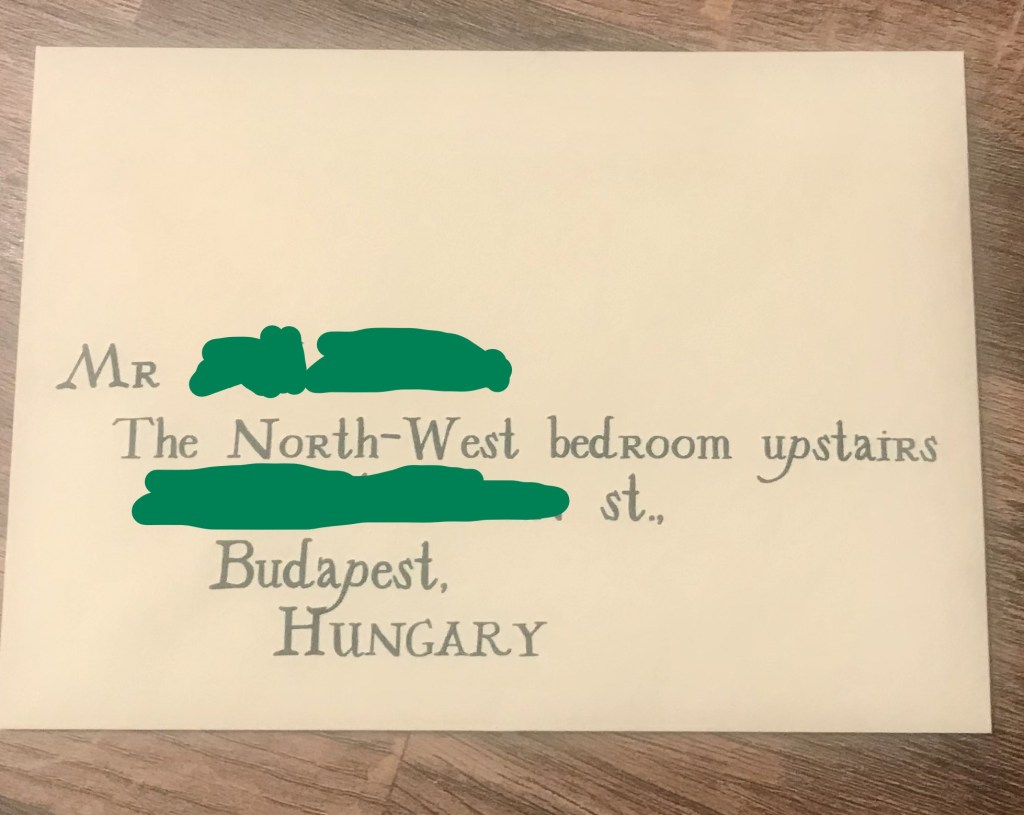 Mr
The North-West bedroom upstairs
st.,
Budapest,
HUNGARY